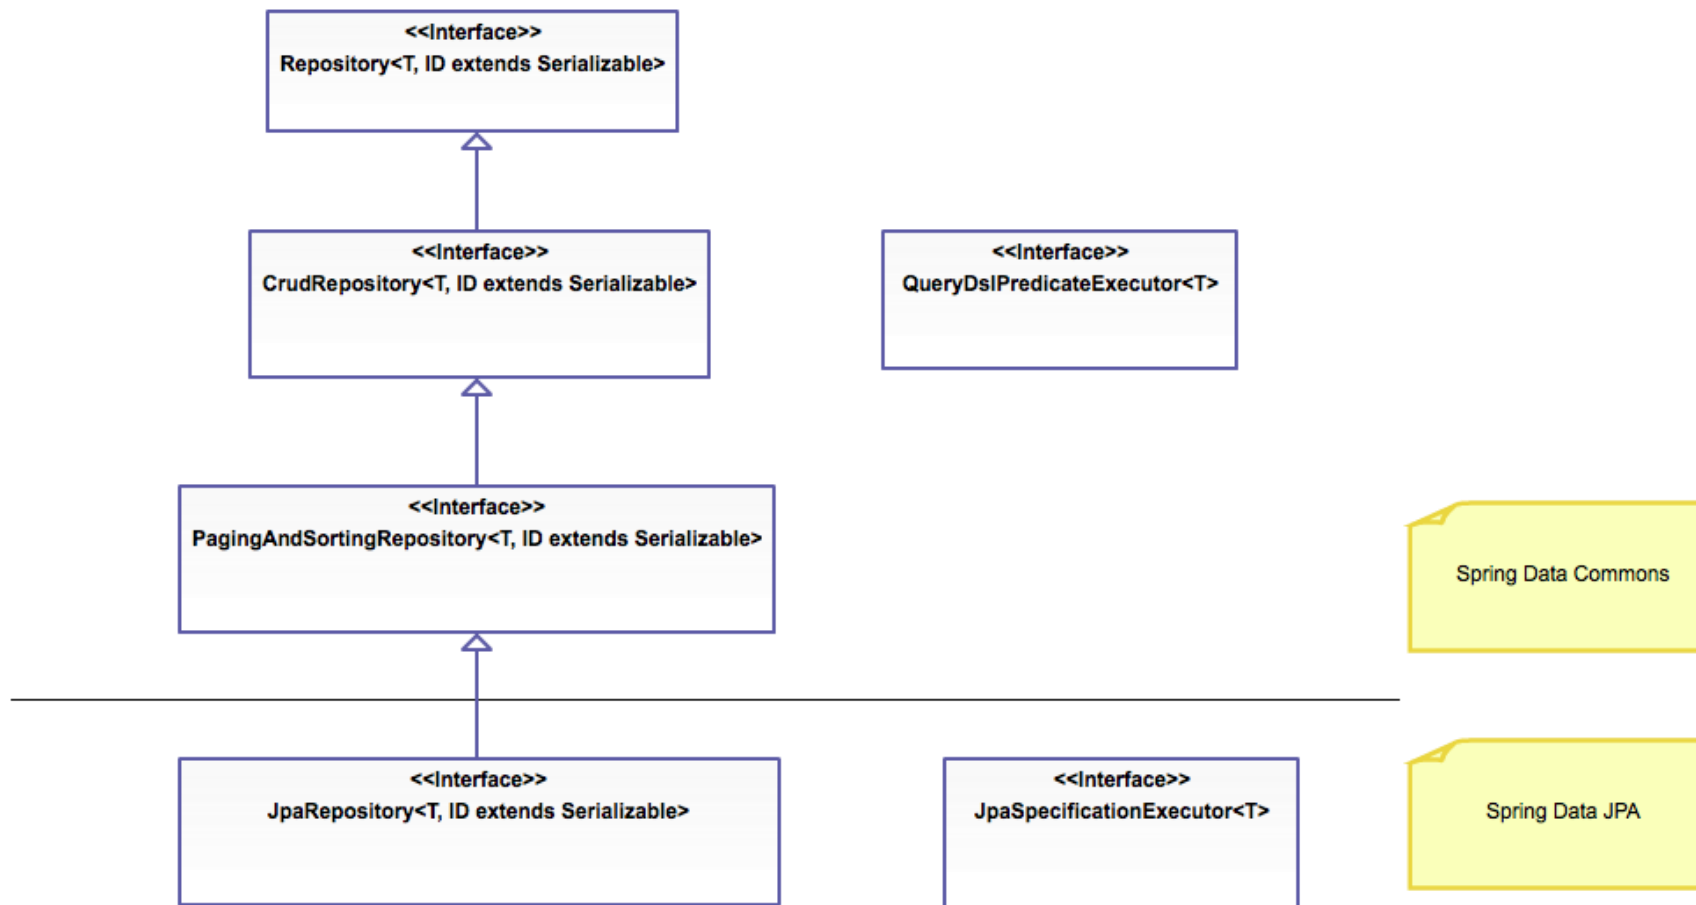 <<Interface>>
Repository<T, ID extends Serializable>
<<Interface>>
CrudRepository<T, ID extends Serializable>
<<Interface>>
QueryDslPredicateExecutor<T>
<<Interface>>
PagingAndSortingRepository<T, ID extends Serializable>
Spring Data Commons
<<Interface>>
JpaRepository<T, ID extends Serializable>
<<Interface>>
JpaSpecificationExecutor<T>
Spring Data JPA